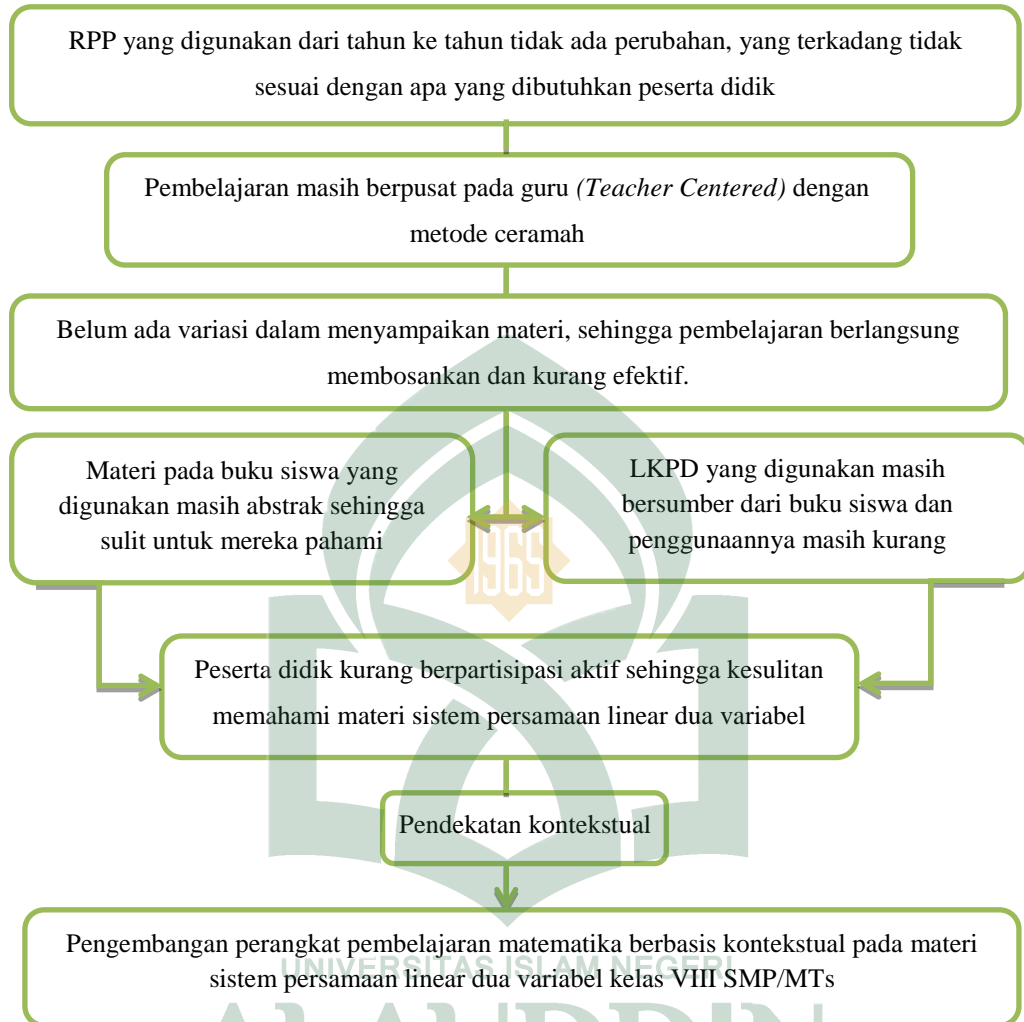 RPP yang digunakan dari tahun ke tahun tidak ada perubahan, yang terkadang tidak
sesuai dengan apa yang dibutuhkan peserta didik
Pembelajaran masih berpusat pada guru (Teacher Centered) dengan
metode ceramah
Belum ada variasi dalam menyampaikan materi, sehingga pembelajaran berlangsung
membosankan dan kurang efektif.
Materi pada buku siswa yang
digunakan masih abstrak sehingga
sulit untuk mereka pahami
LKPD yang digunakan masih
bersumber dari buku siswa dan
penggunaannya masih kurang
1965
Peserta didik kurang berpartisipasi aktif sehingga kesulitan
memahami materi sistem persamaan linear dua variabel
Pendekatan kontekstual
Pengembangan perangkat pembelajaran matematika berbasis kontekstual pada materi
sistem persamaan linear dua variabel kelas VIII SMP/MTs
UNIVERSITAS ISLAM NEGERI
ALAUDDIN